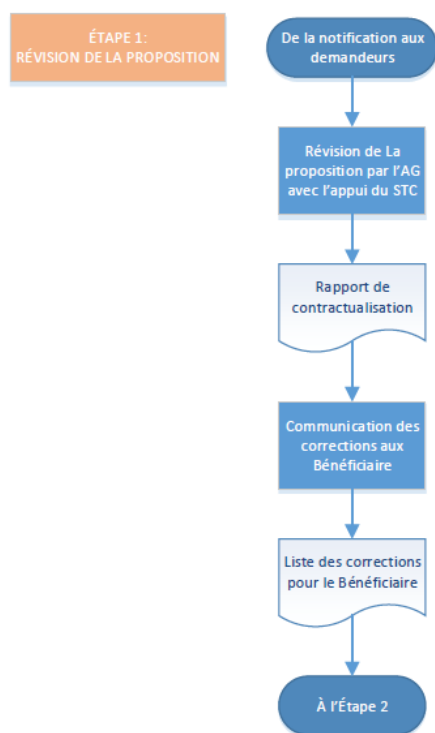 ÉTAPE 1:
RÉVISION DE LA PROPOSITION
De la notification aux
demandeurs
Révision de La
proposition par l'AG
avec l'appui du STC
Rapport de
contractualisation
Communication des
corrections aux
Bénéficiaire
Liste des corrections
pour le Bénéficiaire
À l'Étape 2